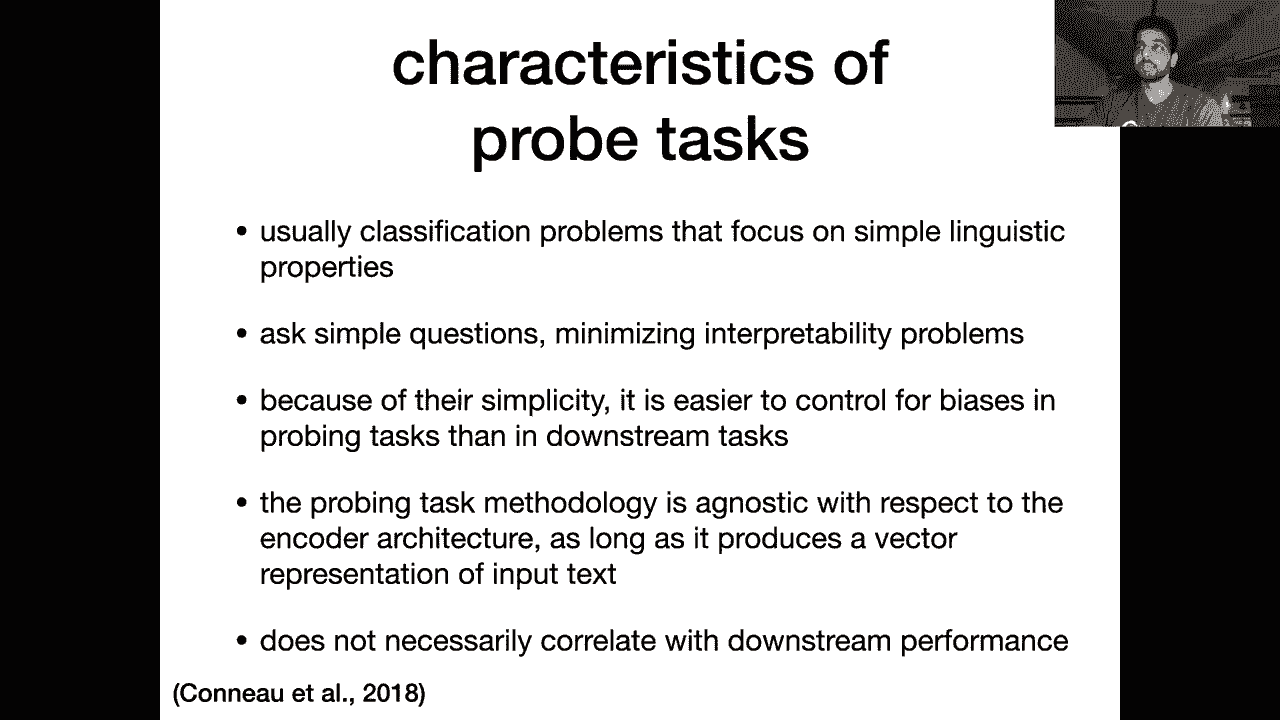 characteristics of
probe tasks
• usually classification problems that focus on simple linguistic
properties
• ask simple questions, minimizing interpretability problems
• because of their simplicity, it is easier to control for biases in
probing tasks than in downstream tasks
• the probing task methodology is agnostic with respect to the
encoder architecture, as long as it produces a vector
representation of input text
• does not necessarily correlate with downstream performance
(Conneau et al., 2018)